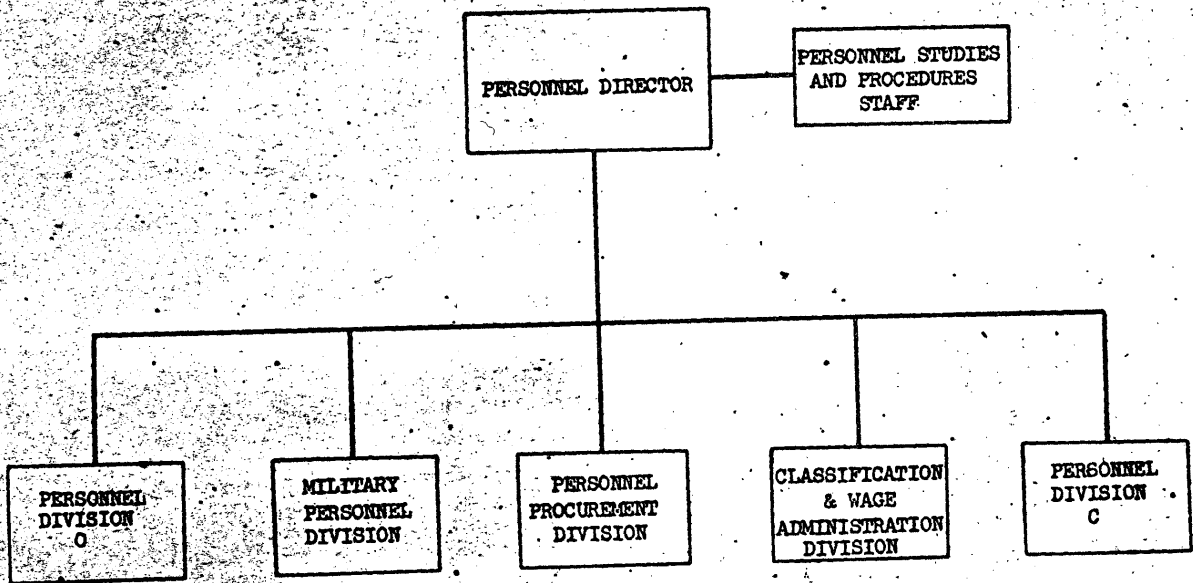 PERSONNEL DIRECTOR
PERSONNEL STUDIES
AND PROCEDURES
STAFF
PERSONNEL
DIVISION
O
MILITARY
PERSONNEL
DIVISION
PERSONNEL
PROCUREMENT
DIVISION
CLASSIFICATION
& WAGE
ADMINISTRATION
DIVISION
PERSONNEL
DIVISION
C